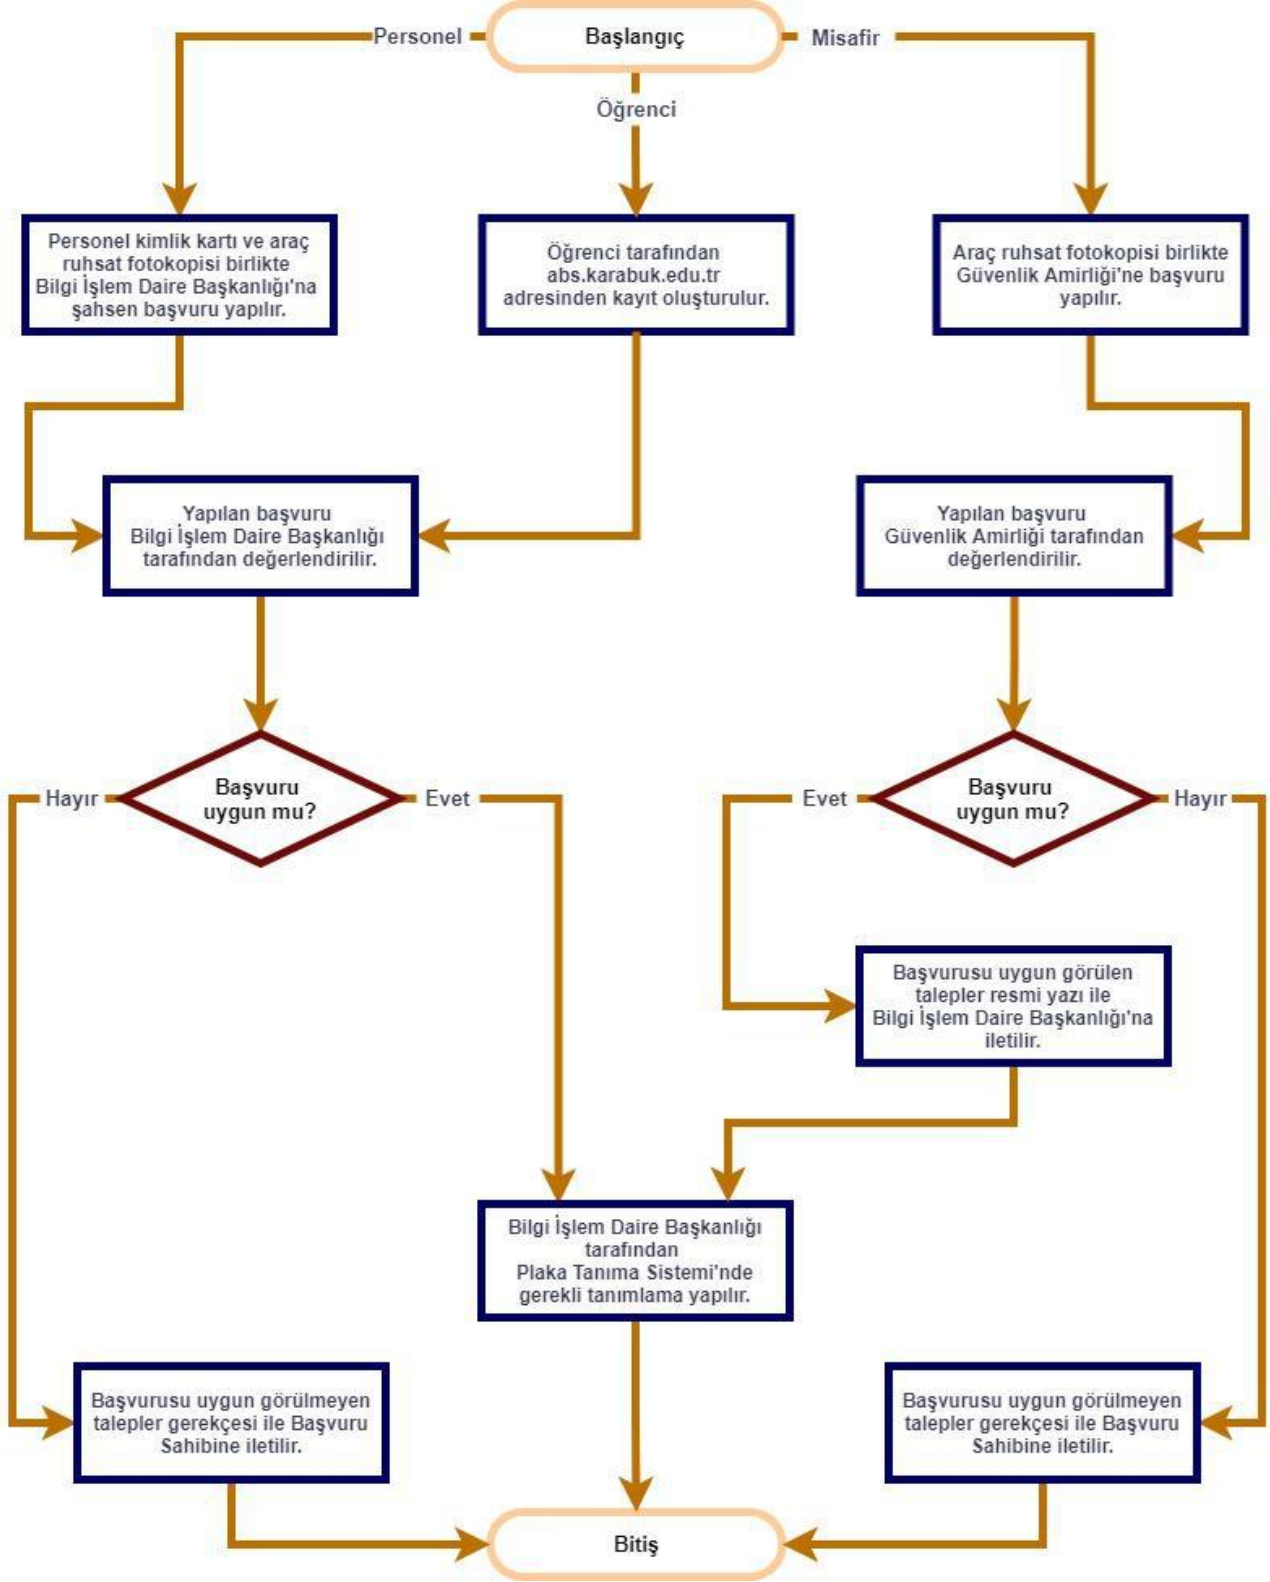 Personel
Başlangıç
Misafir
Öğrenci
Personel kimlik kartı ve araç
ruhsat fotokopisi birlikte
Bilgi İşlem Daire Başkanlığı'na
şahsen başvuru yapılır.
Öğrenci tarafından
abs.karabuk.edu.tr
adresinden kayıt oluşturulur.
Araç ruhsat fotokopisi birlikte
Güvenlik Amirliği'ne başvuru
yapılır.
Yapılan başvuru
Bilgi İşlem Daire Başkanlığı
tarafından değerlendirilir.
Yapılan başvuru
Güvenlik Amirliği tarafından
değerlendirilir.
Hayır
Başvuru
uygun mu?
Evet
Evet
Başvuru
uygun mu?
Hayır
Başvurusu uygun görülen
talepler resmi yazı ile
Bilgi İşlem Daire Başkanlığı'na
iletilir.
Bilgi İşlem Daire Başkanlığı
tarafından
Plaka Tanıma Sistemi'nde
gerekli tanımlama yapılır.
Başvurusu uygun görülmeyen
talepler gerekçesi ile Başvuru
Sahibine iletilir.
Başvurusu uygun görülmeyen
talepler gerekçesi ile Başvuru
Sahibine iletilir.
Bitiş